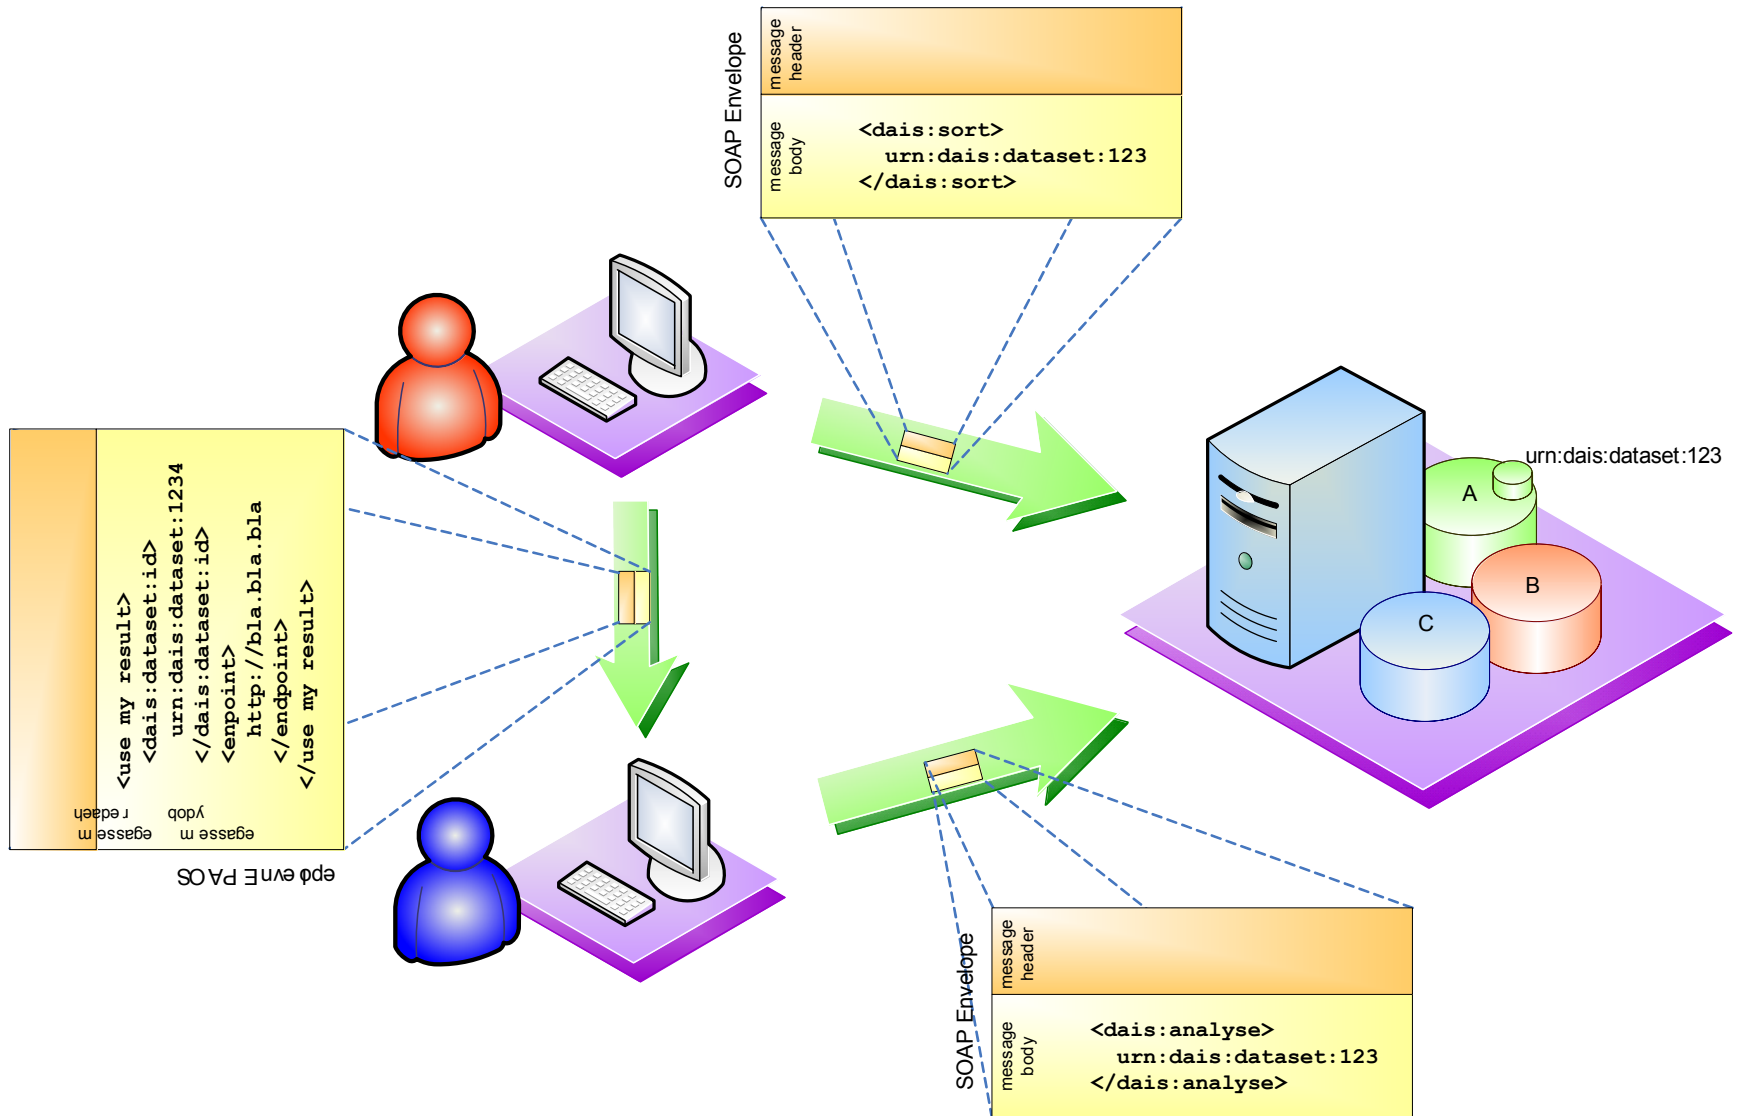 SOAP Envelope
message
header
message
body
<dais:sort>
urn:dais:dataset:123
</dais:sort>
urn:dais:dataset:123
A
B
C
<use my result>
<dais:dataset:id>
urn:dais:dataset:1234
</dais:dataset:id>
<enpoint>
http://bla.bla.bla
</endpoint>
</use my result>
message
header
message
body
SOAP Envelope
SOAP Envelope
message
header
message
body
<dais:analyse>
urn:dais:dataset:123
</dais:analyse>